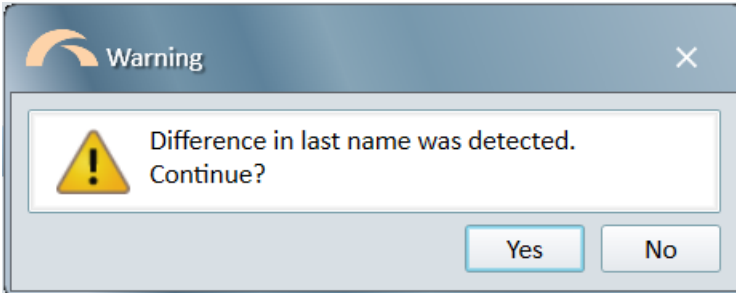 Warning
Difference in last name was detected.
Continue?
Yes No